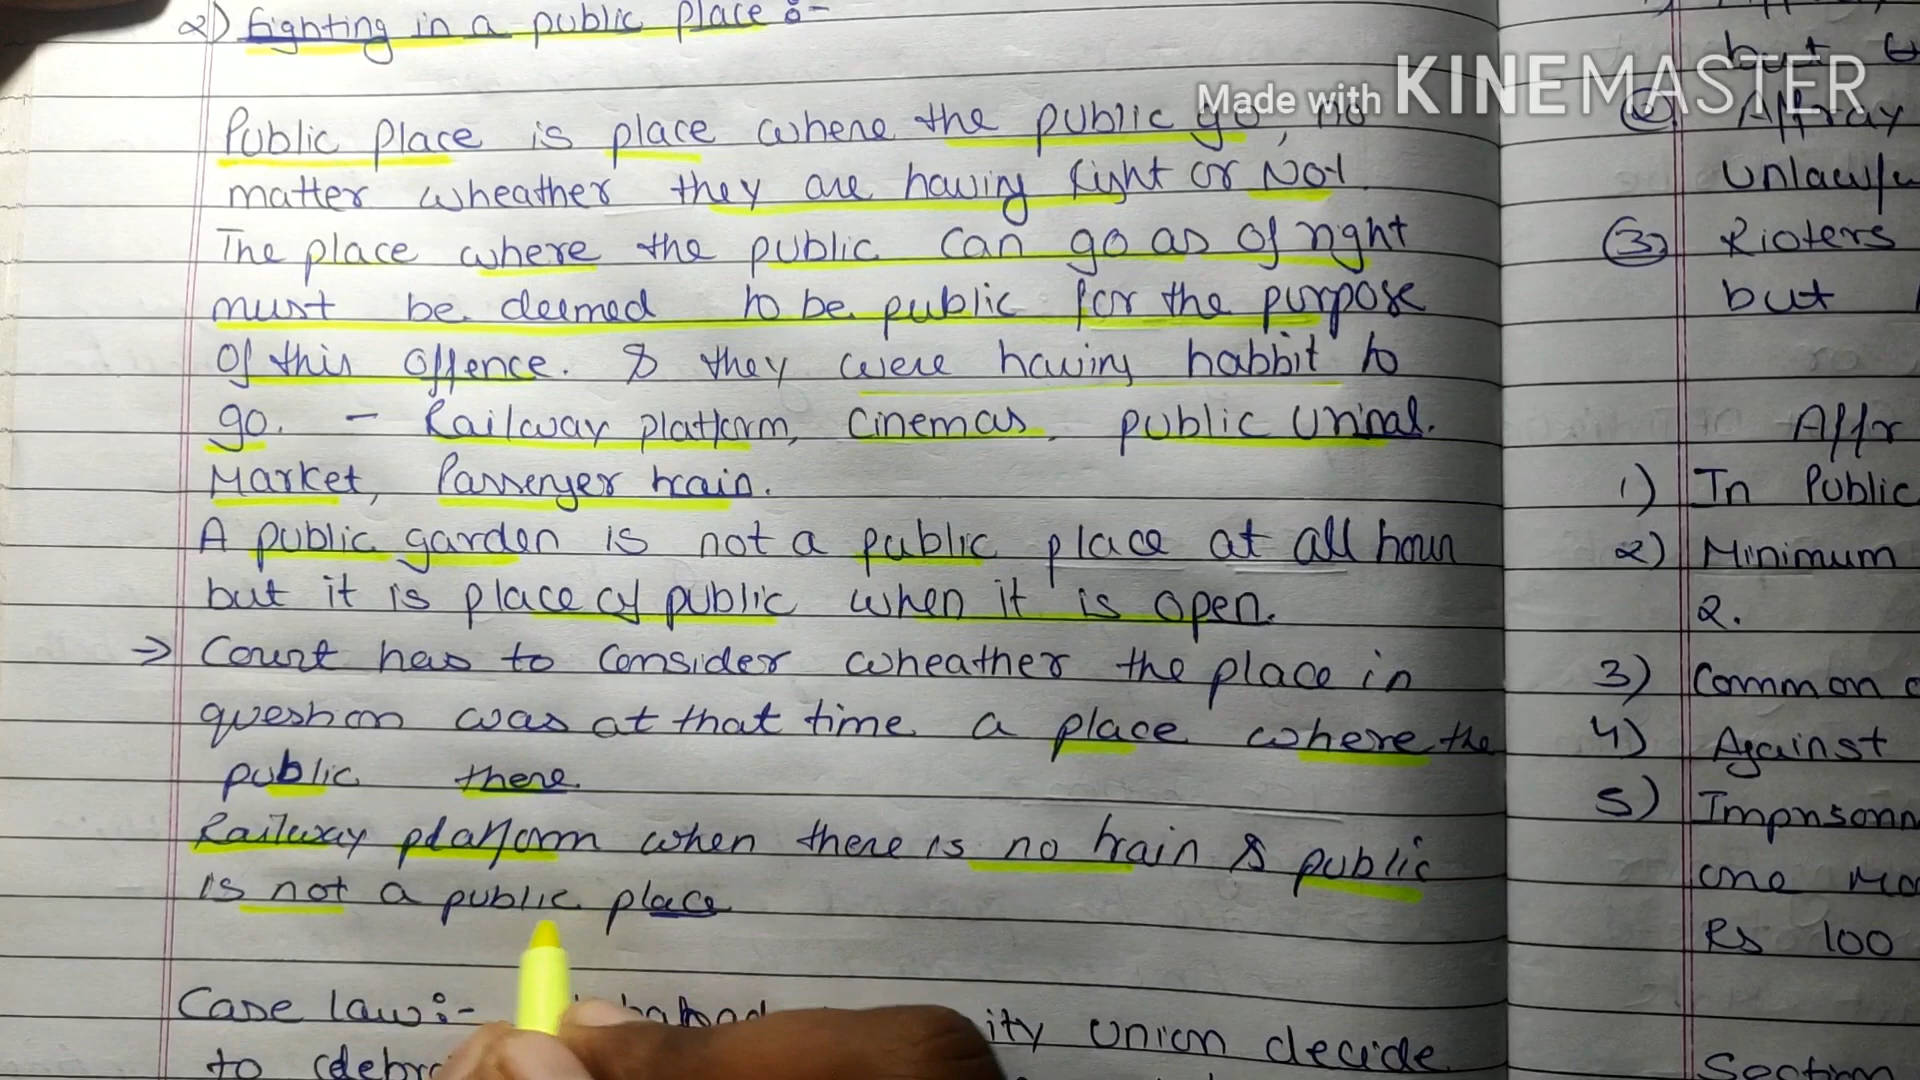 2) Fighting in a public place :-
Made with KINEMASTER
Public Place is place where the public go, no
matter wheather they are having right or Not.
The place where the public can go as of right
must be deemed to be public for the purpose
of this offence. & they were having habbit to
go. - Railway platform, Cinemas, public Urinal.
Market, Passenger train.
A public garden is not a public place at all hour
but it is place of public when it is open.
→ Court has to consider wheather the place in
question was at that time a place where the
public there.
Railway platform when there is no train & public
is not a public place
Case law :-
ity Union decide
to
but
② Affray
Unlawfu
③ Rioters
but
Affr
1) In Public
2) Minimum
2.
3) Common
4) Against
5) Imprisonm
one Mo
Rs 100
Section